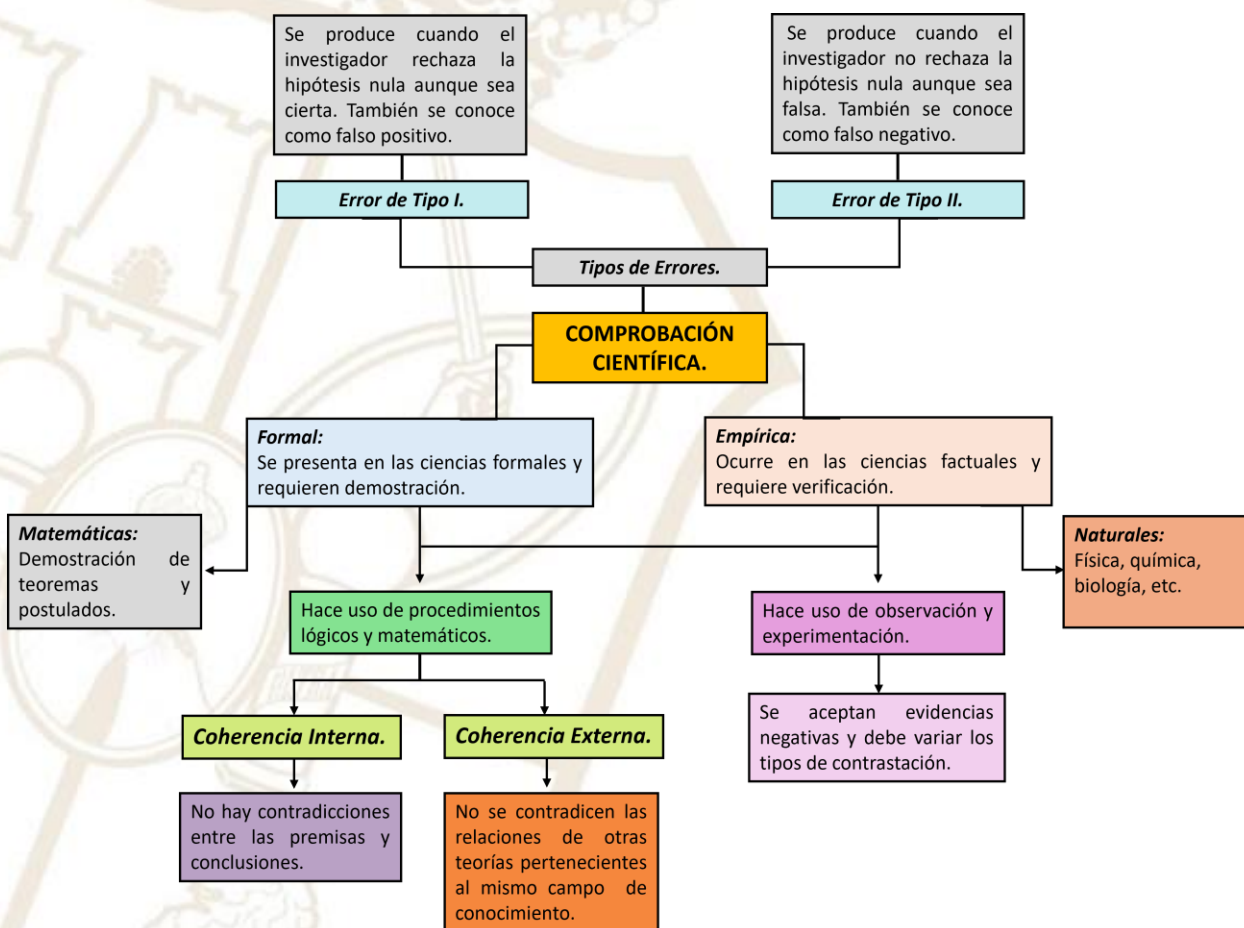 Se produce cuando el
investigador rechaza la
hipótesis nula aunque sea
cierta. También se conoce
como falso positivo.
Se produce cuando el
investigador no rechaza la
hipótesis nula aunque sea
falsa. También se conoce
como falso negativo.
Error de Tipo I.
Error de Tipo II.
Tipos de Errores.
COMPROBACIÓN
CIENTÍFICA.
Formal:
Se presenta en las ciencias formales y
requieren demostración.
Empírica:
Ocurre en las ciencias factuales y
requiere verificación.
Matemáticas:
Demostración de
teoremas y
postulados.
Naturales:
Física, química,
biología, etc.
Hace uso de procedimientos
lógicos y matemáticos.
Hace uso de observación y
experimentación.
Coherencia Interna.
Coherencia Externa.
Se aceptan evidencias
negativas y debe variar los
tipos de contrastación.
No hay contradicciones
entre las premisas y
conclusiones.
No se contradicen las
relaciones de otras
teorías pertenecientes
al mismo campo de
conocimiento.